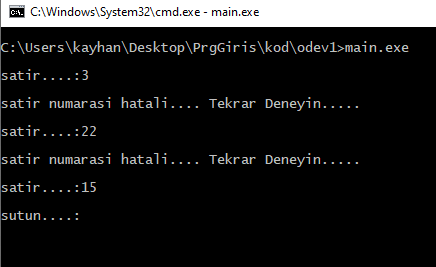 C:\Windows\System32\cmd.exe - main.exe
C:\Users\kayhan\Desktop\PrgGiris\kod\odev1>main.exe
satir....:3
satir numarasi hatali.... Tekrar Deneyin.....
satir....:22
satir numarasi hatali.... Tekrar Deneyin.....
satir....:15
sutun....: